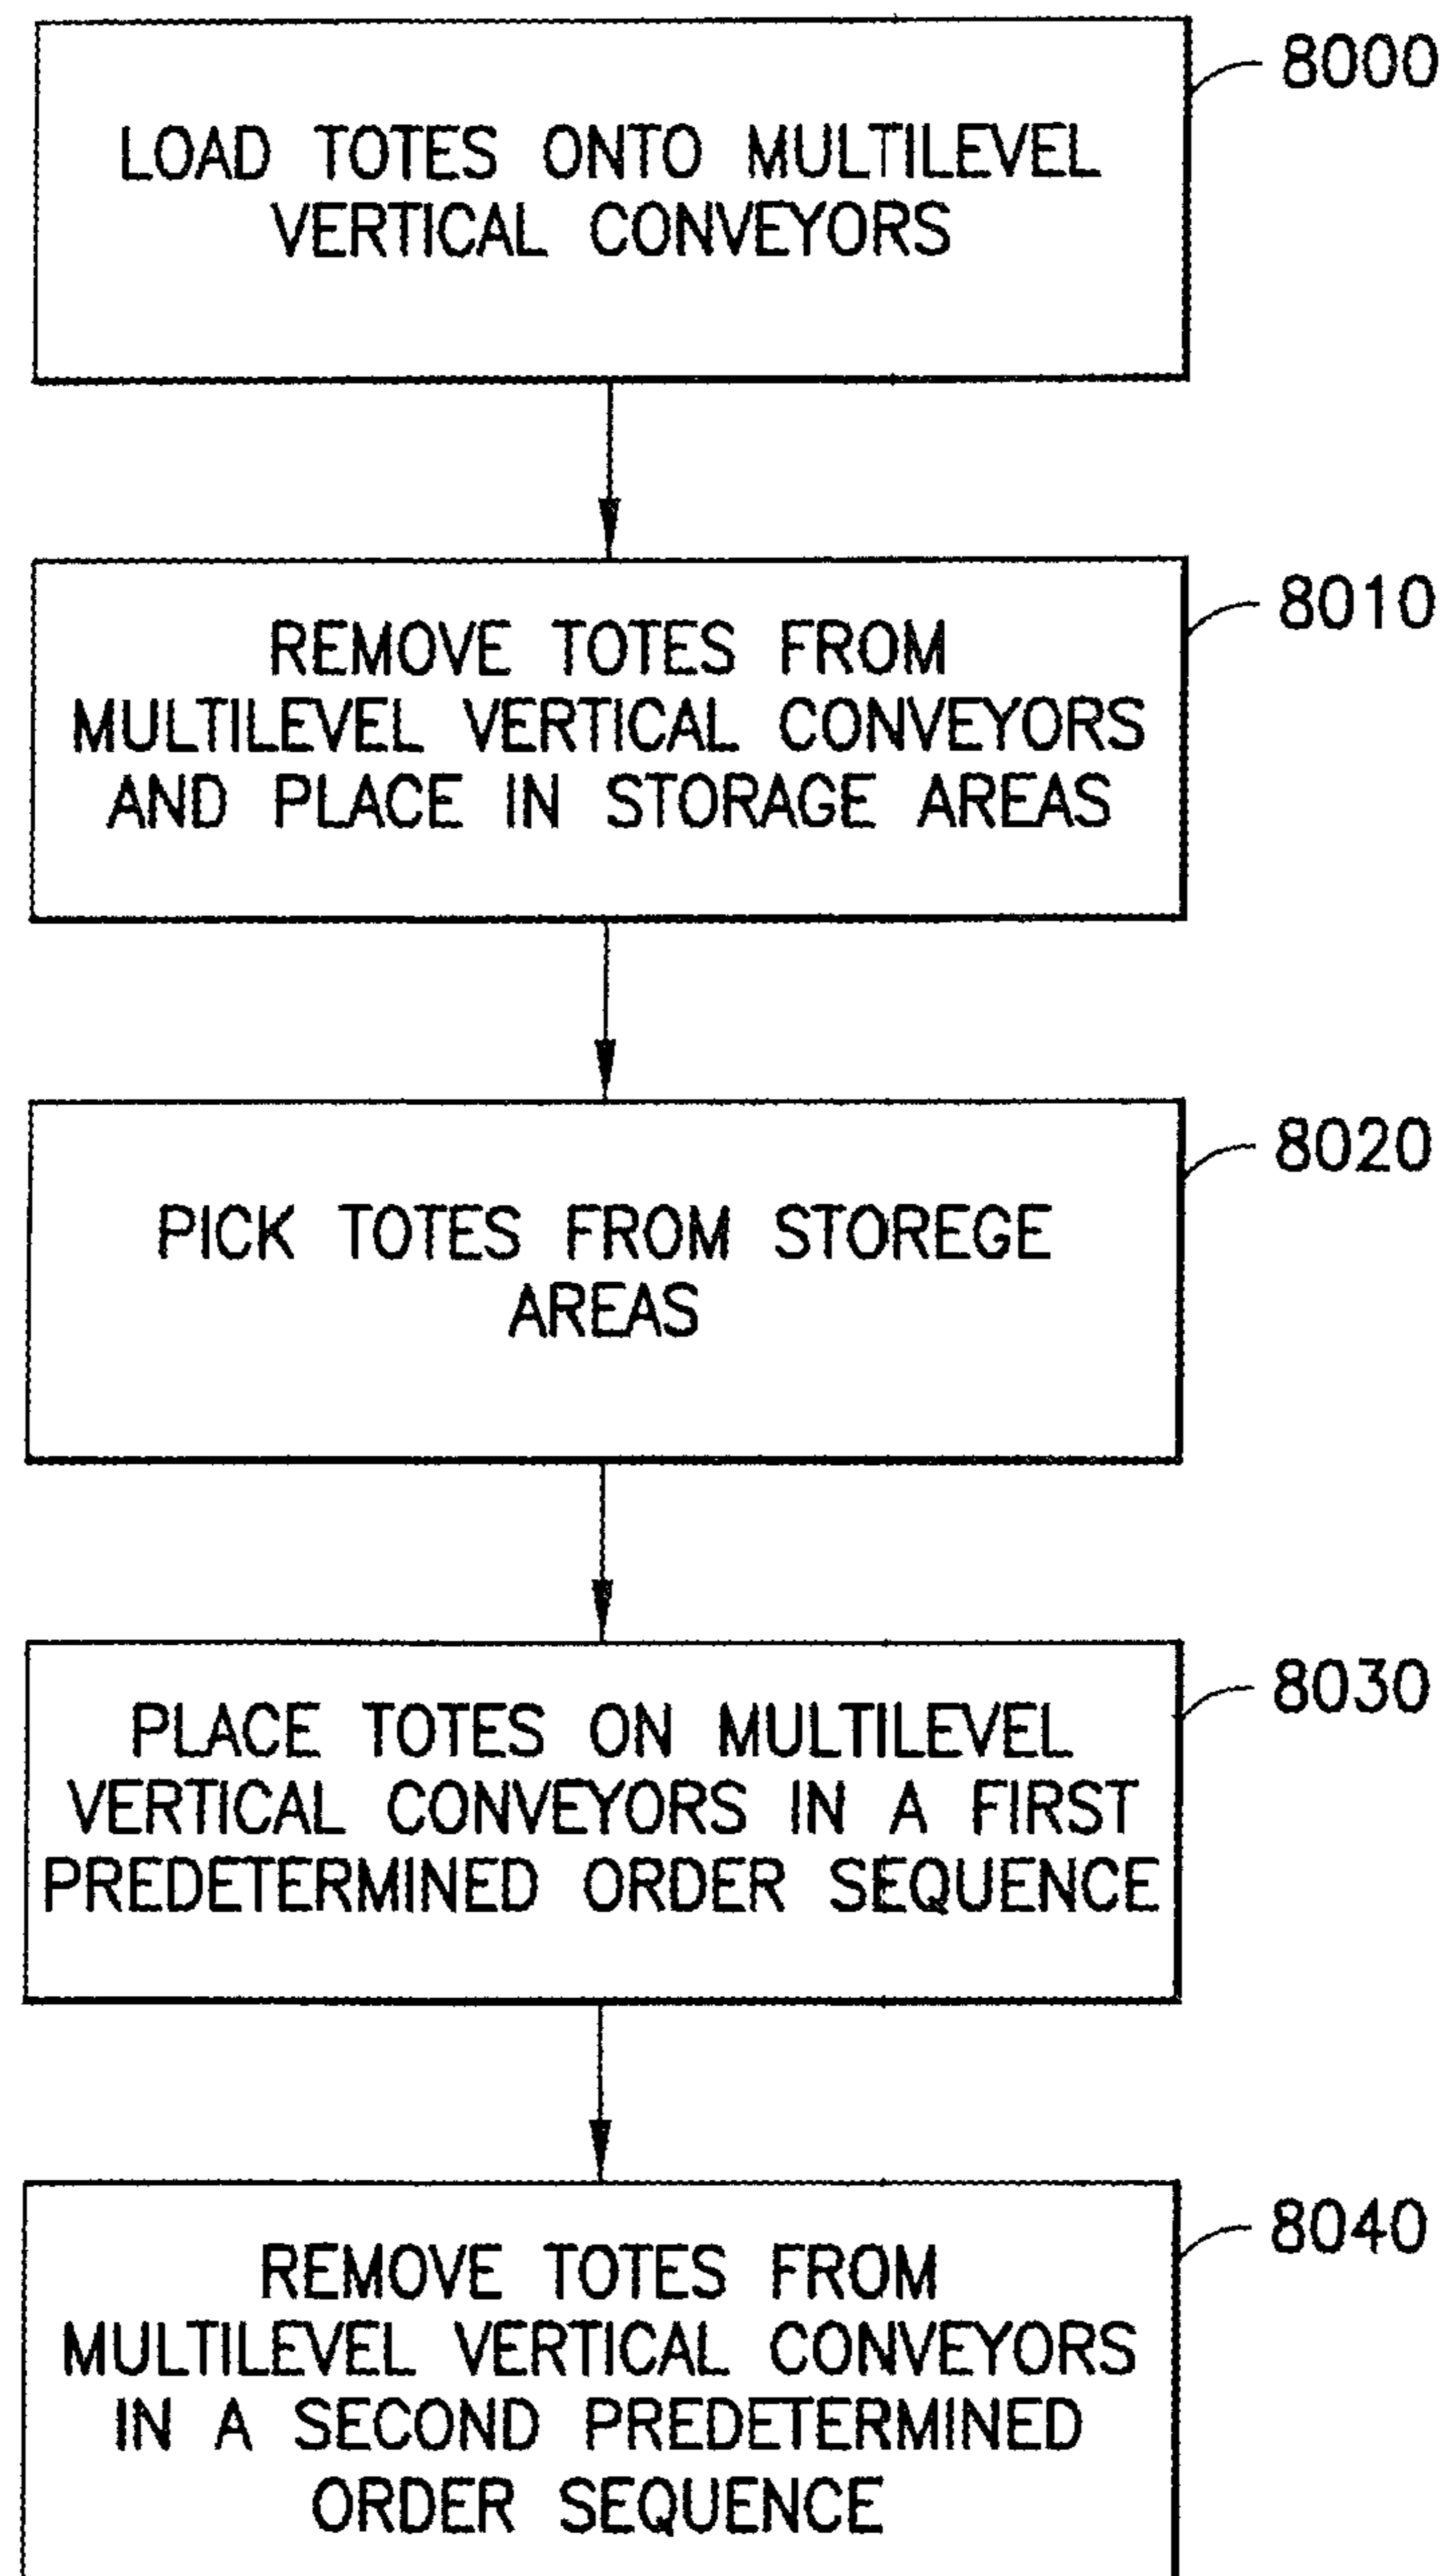 8000
LOAD TOTES ONTO MULTILEVEL
VERTICAL CONVEYORS
8010
REMOVE TOTES FROM
MULTILEVEL VERTICAL CONVEYORS
AND PLACE IN STORAGE AREAS
8020
PICK TOTES FROM STOREGE
AREAS
8030
PLACE TOTES ON MULTILEVEL
VERTICAL CONVEYORS IN A FIRST
PREDETERMINED ORDER SEQUENCE
8040
REMOVE TOTES FROM
MULTILEVEL VERTICAL CONVEYORS
IN A SECOND PREDETERMINED
ORDER SEQUENCE